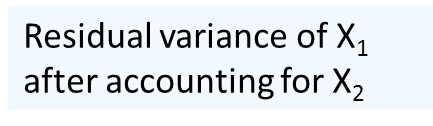 Residual variance of X₁
after accounting for X₂